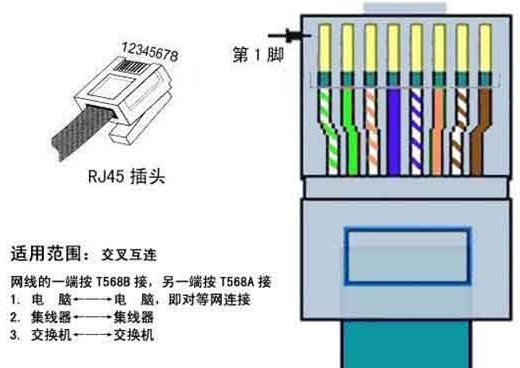 12345678
第1脚
RJ45 插头
适用范围：交叉互连
网线的一端按 T568B 接，另一端按 T568A 接
1. 电 脑←→电 脑，即对等网连接
2. 集线器←→集线器
3. 交换机←→交换机